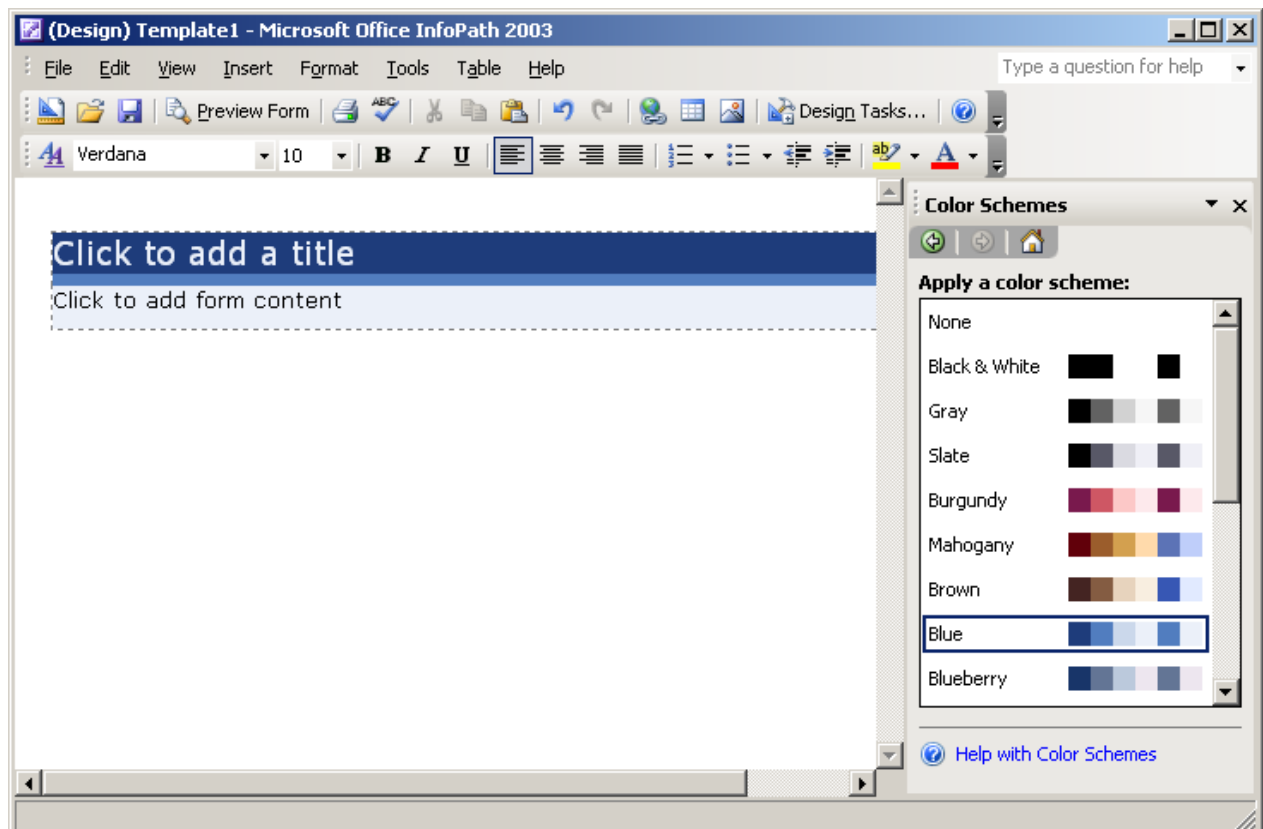 (Design) Template1 - Microsoft Office InfoPath 2003
File Edit View Insert Format Tools Table Help Type a question for help
Preview Form ABC Design Tasks...
Verdana 10 B I U ab A
Color Schemes
Click to add a title
Apply a color scheme:
Click to add form content
None
Black & White
Gray
Slate
Burgundy
Mahogany
Brown
Blue
Blueberry
Help with Color Schemes